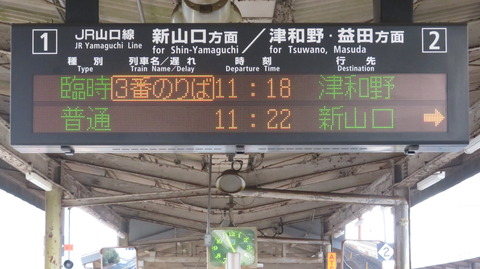 1 JR山口線 新山口方面／津和野・益田方面 2
JR Yamaguchi Line for Shin-Yamaguchi for Tsuwano, Masuda
種別 列車名/遅れ 時刻 行先
Type Train Name/Delay Departure Time Destination
臨時 3番のりば 11:18 津和野
普通 11:22 新山口 →
2